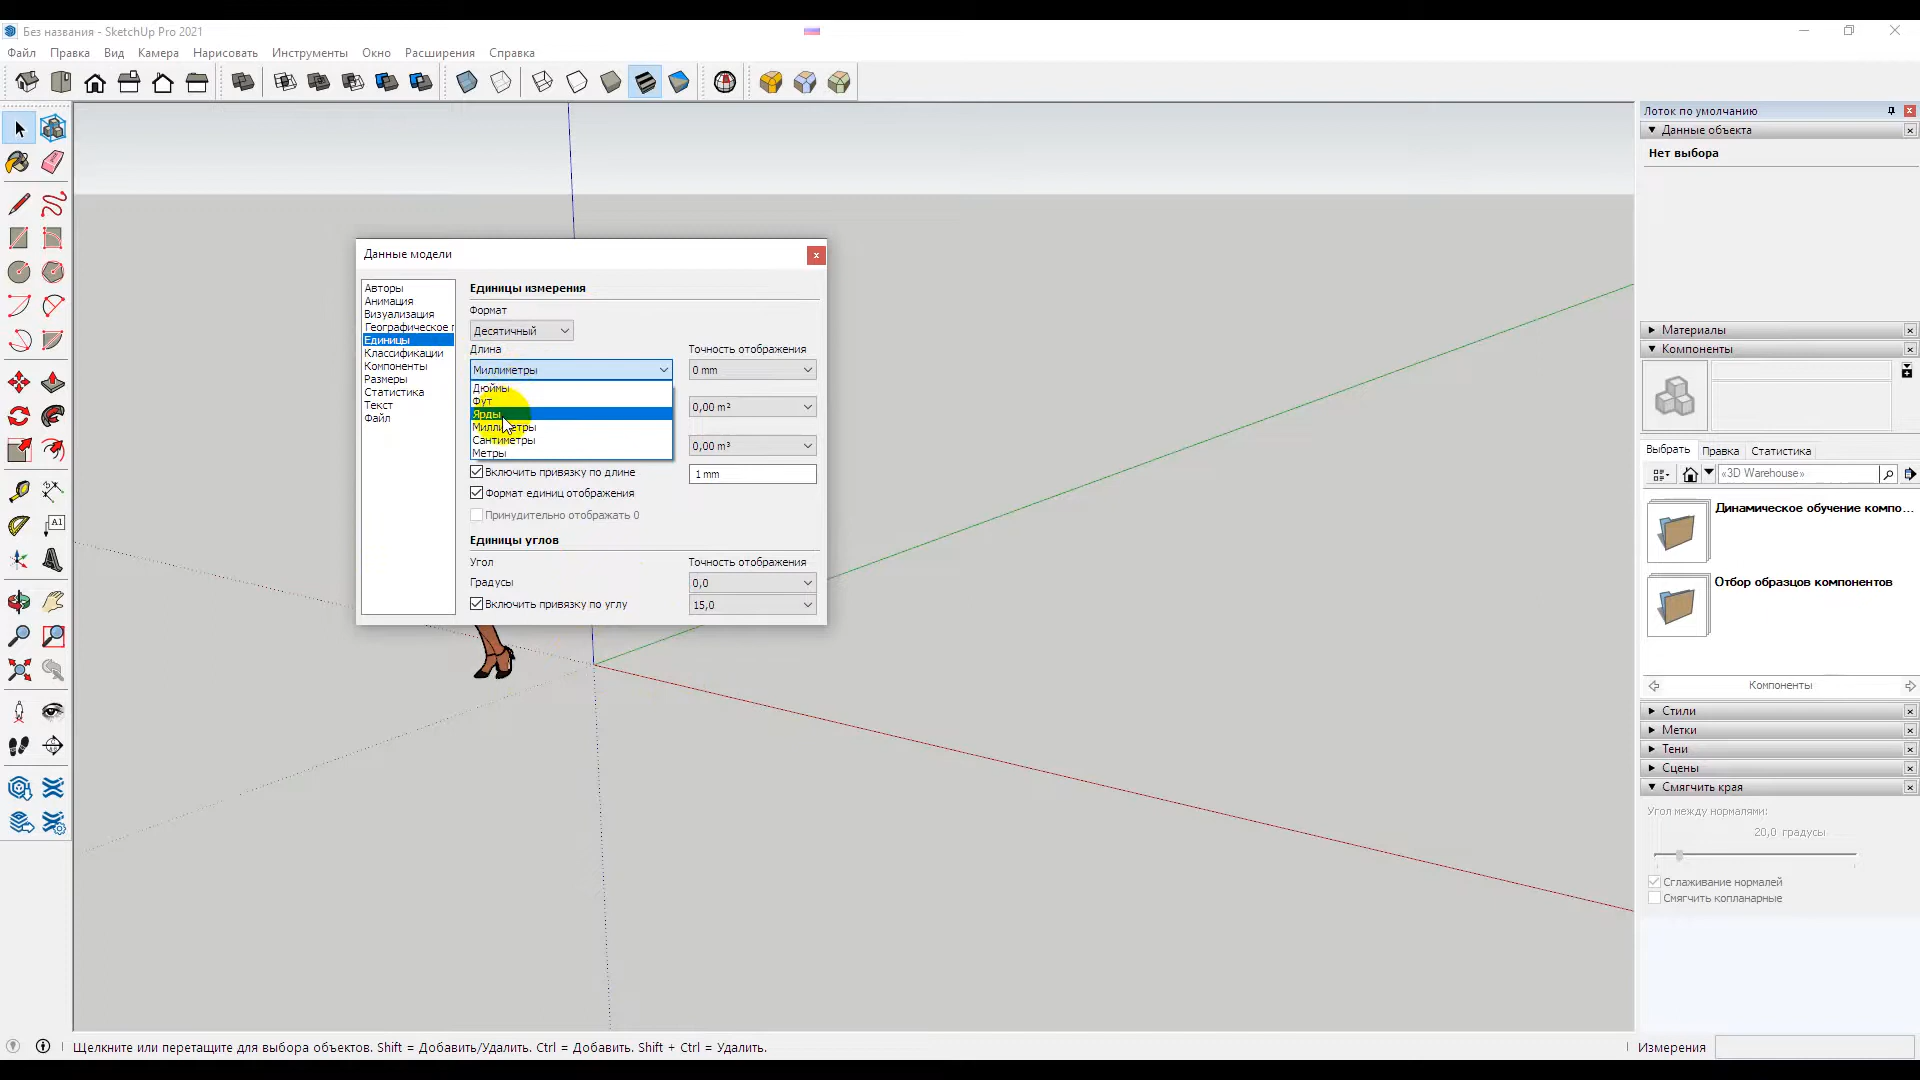 Без названия - SketchUp Pro 2021
Файл Правка Вид Камера Нарисовать Инструменты Окно Расширения Справка
Лоток по умолчанию
Данные объекта
Нет выбора
Данные модели
Авторы
Анимация
Визуализация
Географическое г
Единицы
Классификации
Компоненты
Размеры
Статистика
Текст
Файл
Единицы измерения
Формат
Десятичный
Длина Точность отображения
Миллиметры 0 mm
Дюймы
Фут
Ярды
Миллиметры
Сантиметры
Метры
0,00 m²
0,00 m³
Включить привязку по длине 1 mm
Формат единиц отображения
Принудительно отображать 0
Единицы углов
Угол Точность отображения
Градусы 0,0
Включить привязку по углу 15,0
A1
Материалы
Компоненты
Выбрать Правка Статистика
«3D Warehouse»
Динамическое обучение компо...
Отбор образцов компонентов
Компоненты
Стили
Метки
Тени
Сцены
Смягчить края
Угол между нормалями:
20,0 градусы
Сглаживание нормалей
Смягчить копланарные
Щелкните или перетащите для выбора объектов. Shift = Добавить/Удалить. Ctrl = Добавить. Shift + Ctrl = Удалить.
Измерения